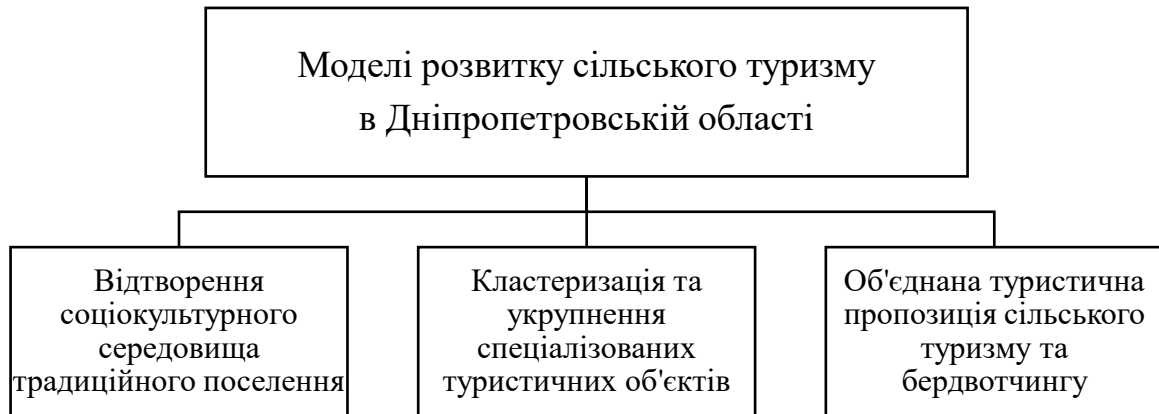 Моделі розвитку сільського туризму
в Дніпропетровській області
Відтворення
соціокультурного
середовища
традиційного поселення
Кластеризація та
укрупнення
спеціалізованих
туристичних об'єктів
Об'єднана туристична
пропозиція сільського
туризму та
бердвотчингу